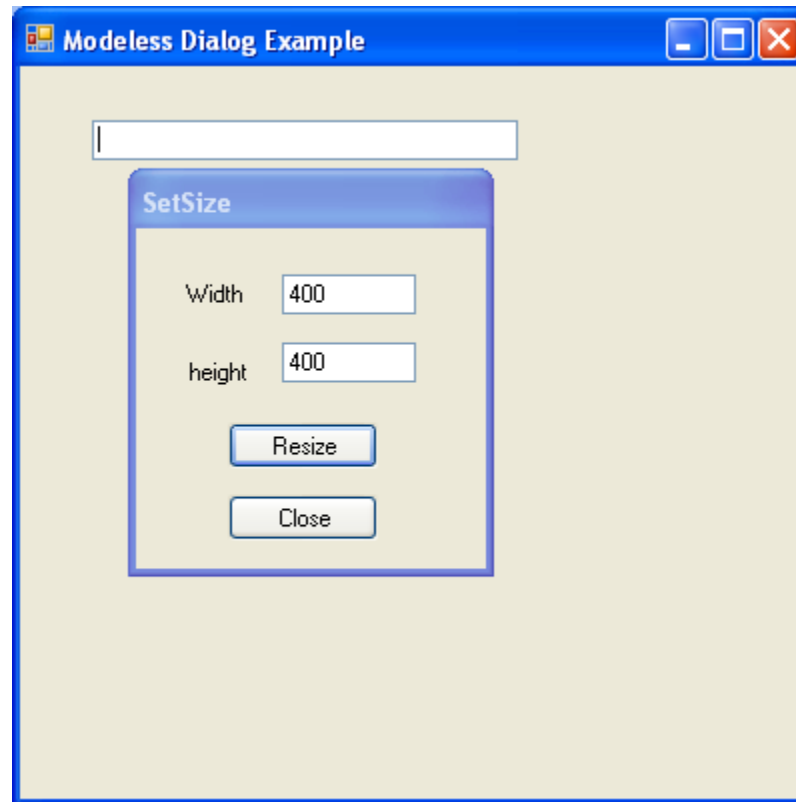 Modeless Dialog Example
SetSize
Width 400
height 400
Resize
Close